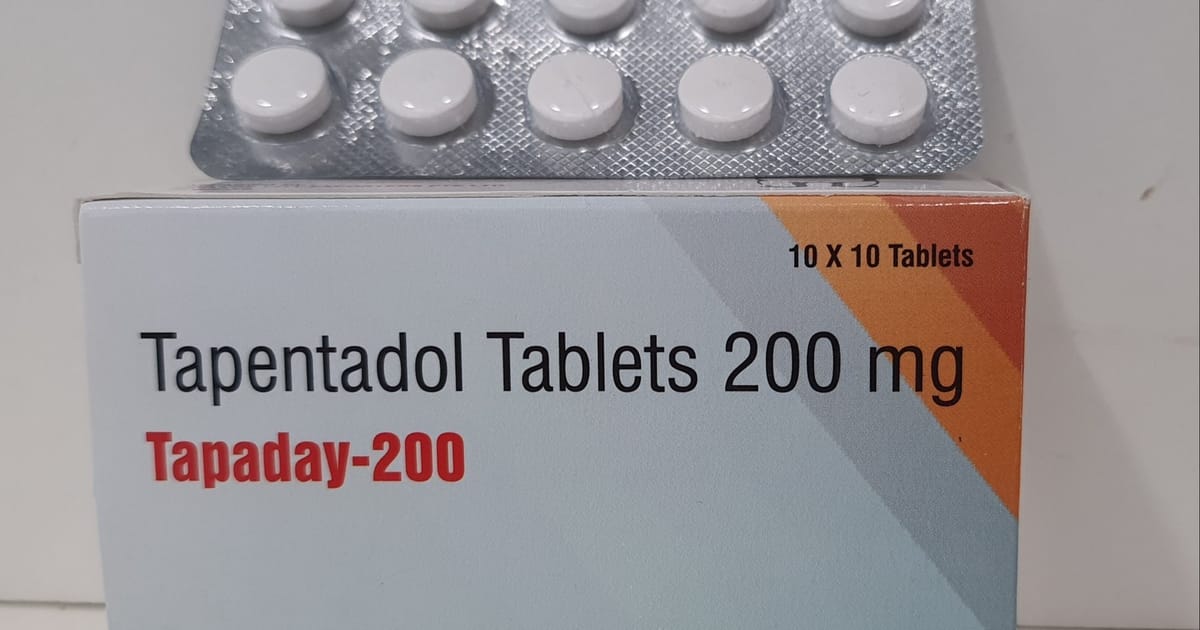 10 X 10 Tablets
Tapentadol Tablets 200 mg
Tapaday-200